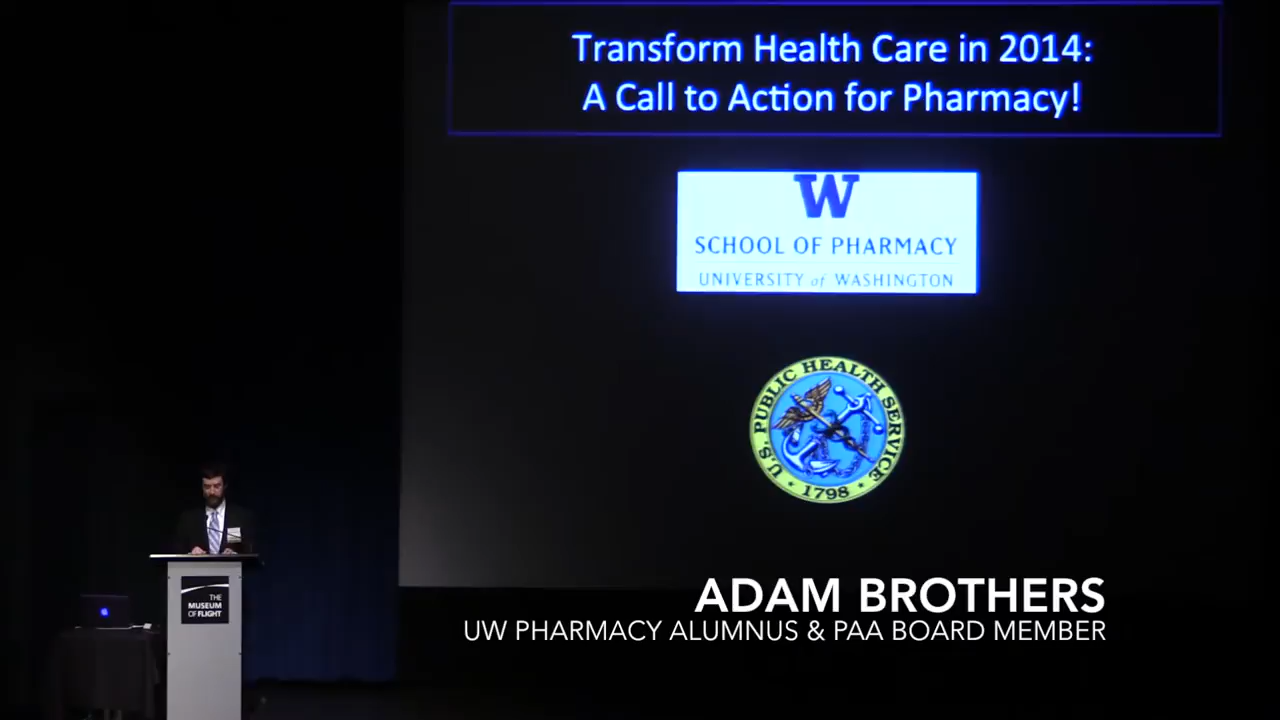 Transform Health Care in 2014:
A Call to Action for Pharmacy!
W
SCHOOL OF PHARMACY
UNIVERSITY of WASHINGTON
U.S. PUBLIC HEALTH SERVICE
1798
THE
MUSEUM
OF FLIGHT
ADAM BROTHERS
UW PHARMACY ALUMNUS & PAA BOARD MEMBER